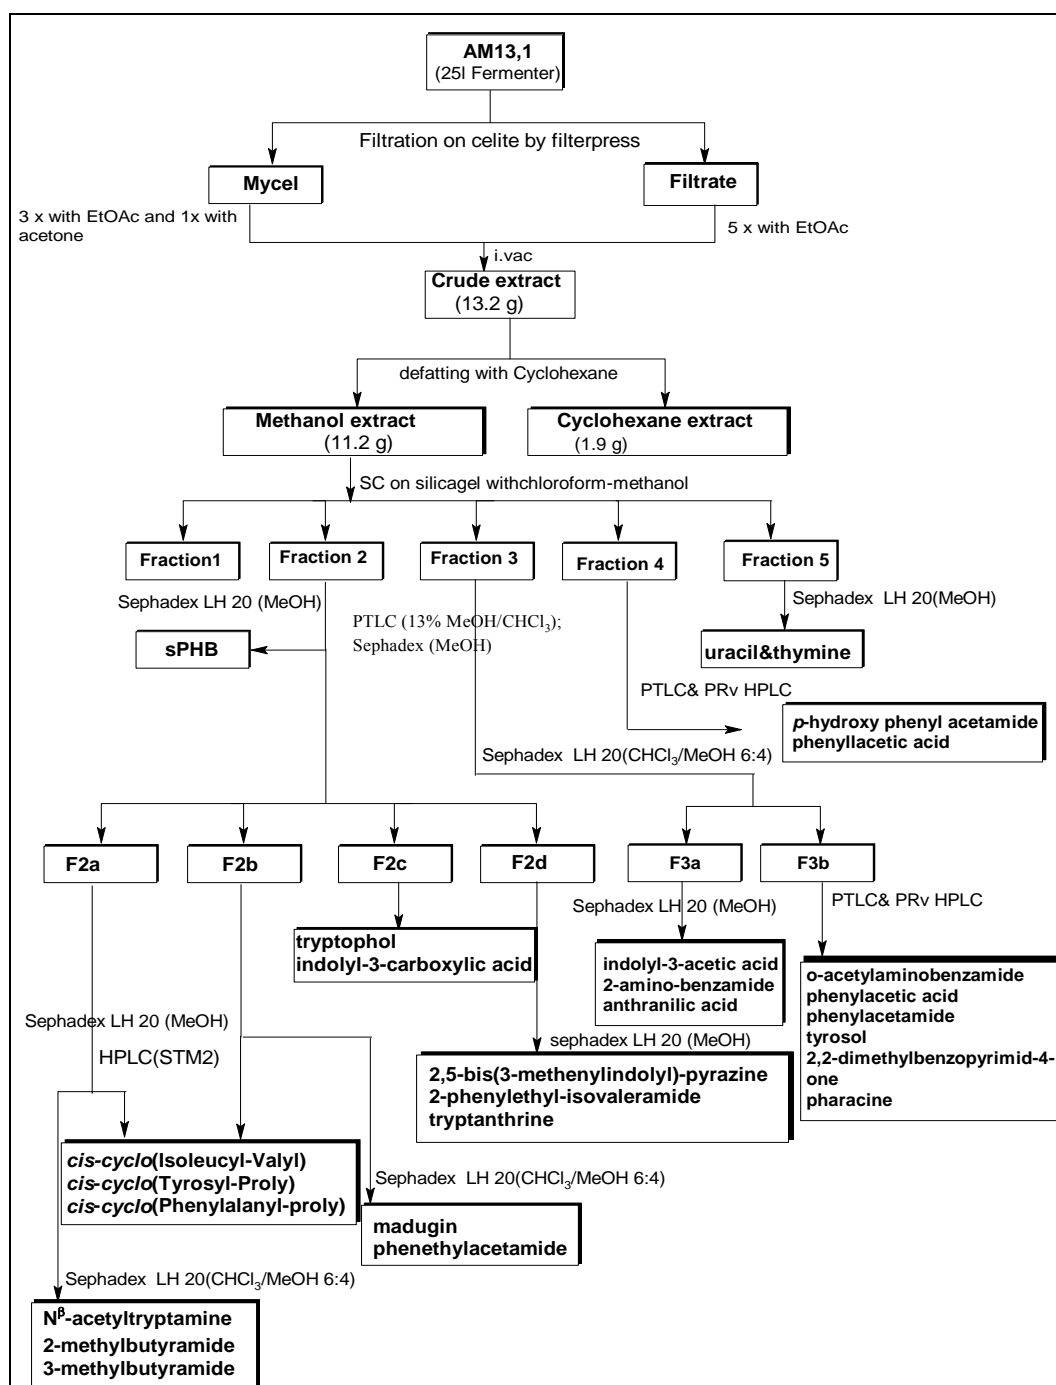 AM13,1
(25l Fermenter)
Filtration on celite by filterpress
Mycel
Filtrate
3 x with EtOAc and 1x with
acetone
5 x with EtOAc
i.vac
Crude extract
(13.2 g)
defatting with Cyclohexane
Methanol extract
(11.2 g)
Cyclohexane extract
(1.9 g)
SC on silicagel withchloroform-methanol
Fraction1
Fraction 2
Fraction 3
Fraction 4
Fraction 5
Sephadex LH 20 (MeOH)
PTLC (13% MeOH/CHCl₃);
Sephadex (MeOH)
Sephadex LH 20(MeOH)
sPHB
uracil&thymine
PTLC& PRv HPLC
p-hydroxy phenyl acetamide
phenyllacetic acid
Sephadex LH 20(CHCl₃/MeOH 6:4)
F2a
F2b
F2c
F2d
F3a
F3b
Sephadex LH 20 (MeOH)
PTLC& PRv HPLC
tryptophol
indolyl-3-carboxylic acid
indolyl-3-acetic acid
2-amino-benzamide
anthranilic acid
o-acetylaminobenzamide
phenylacetic acid
phenylacetamide
tyrosol
2,2-dimethylbenzopyrimid-4-
one
pharacine
Sephadex LH 20 (MeOH)
HPLC(STM2)
sephadex LH 20 (MeOH)
2,5-bis(3-methenylindolyl)-pyrazine
2-phenylethyl-isovaleramide
tryptanthrine
cis-cyclo(Isoleucyl-Valyl)
cis-cyclo(Tyrosyl-Proly)
cis-cyclo(Phenylalanyl-proly)
Sephadex LH 20(CHCl₃/MeOH 6:4)
madugin
phenethylacetamide
Sephadex LH 20(CHCl₃/MeOH 6:4)
Nᵝ-acetyltryptamine
2-methylbutyramide
3-methylbutyramide